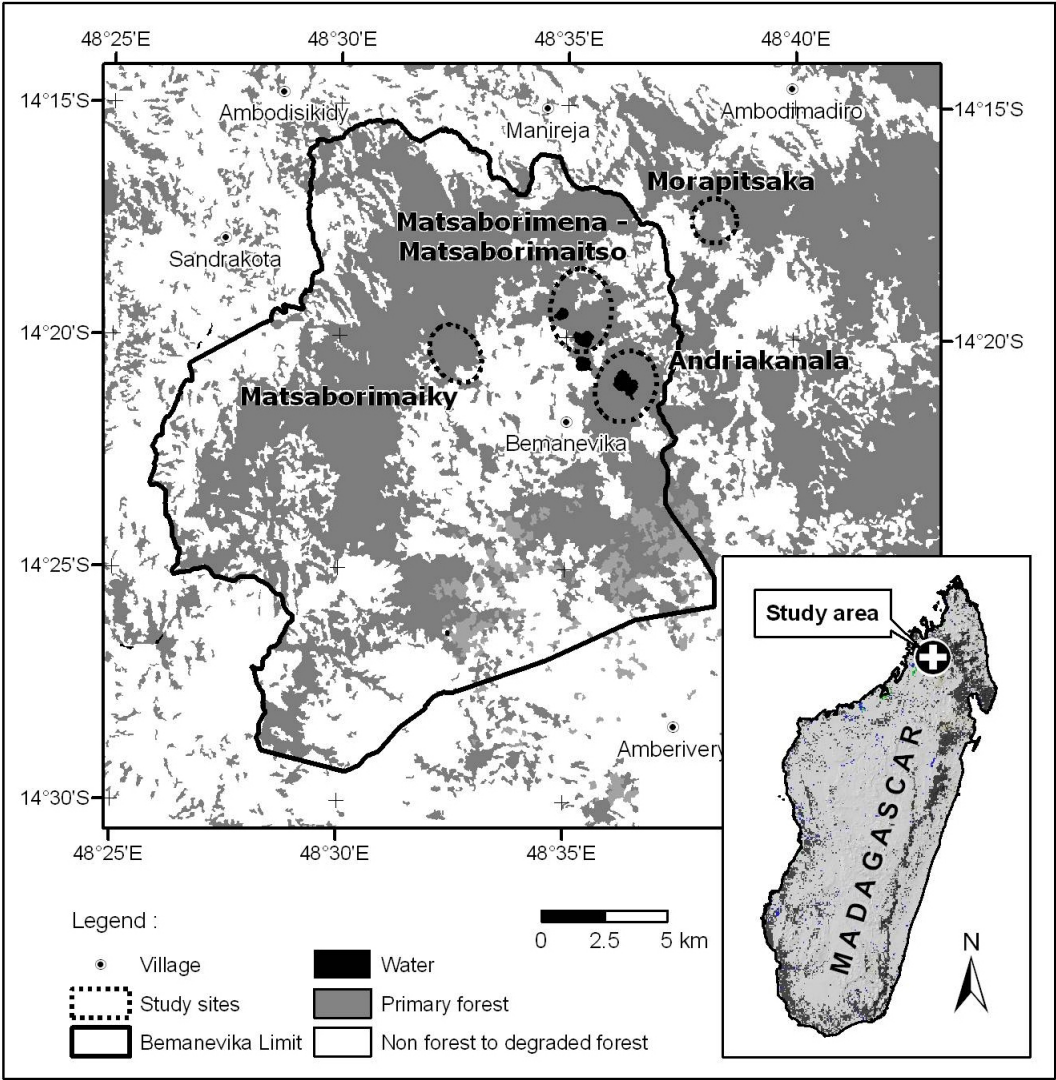 48°25'E
48°30'E
48°35'E
48°40'E
14°15'S
14°15'S
Ambodisikidy
Manireja
Ambodimadiro
Morapitsaka
Matsaborimena -
Matsaborimaitso
Sandrakota
14°20'S
14°20'S
Andriakanala
Matsaborimaiky
Bemanevika
14°25'S
Study area
MADAGASCAR
Amberivery
14°30'S
48°25'E
48°30'E
48°35'E
Legend :
0 2.5 5 km
N
Village
Water
Study sites
Primary forest
Bemanevika Limit
Non forest to degraded forest